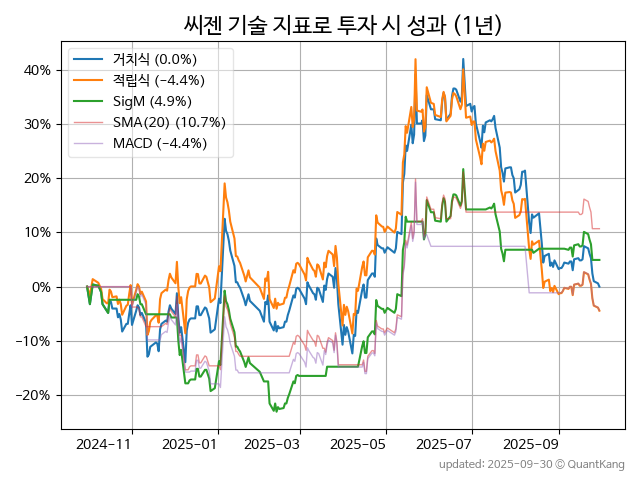 씨젠 기술 지표로 투자 시 성과 (1년)
거치식 (0.0%)
적립식 (−4.4%)
SigM (4.9%)
SMA(20) (10.7%)
MACD (−4.4%)
40%
30%
20%
10%
0%
−10%
−20%
2024-11
2025-01
2025-03
2025-05
2025-07
2025-09
updated: 2025-09-30 © QuantKang